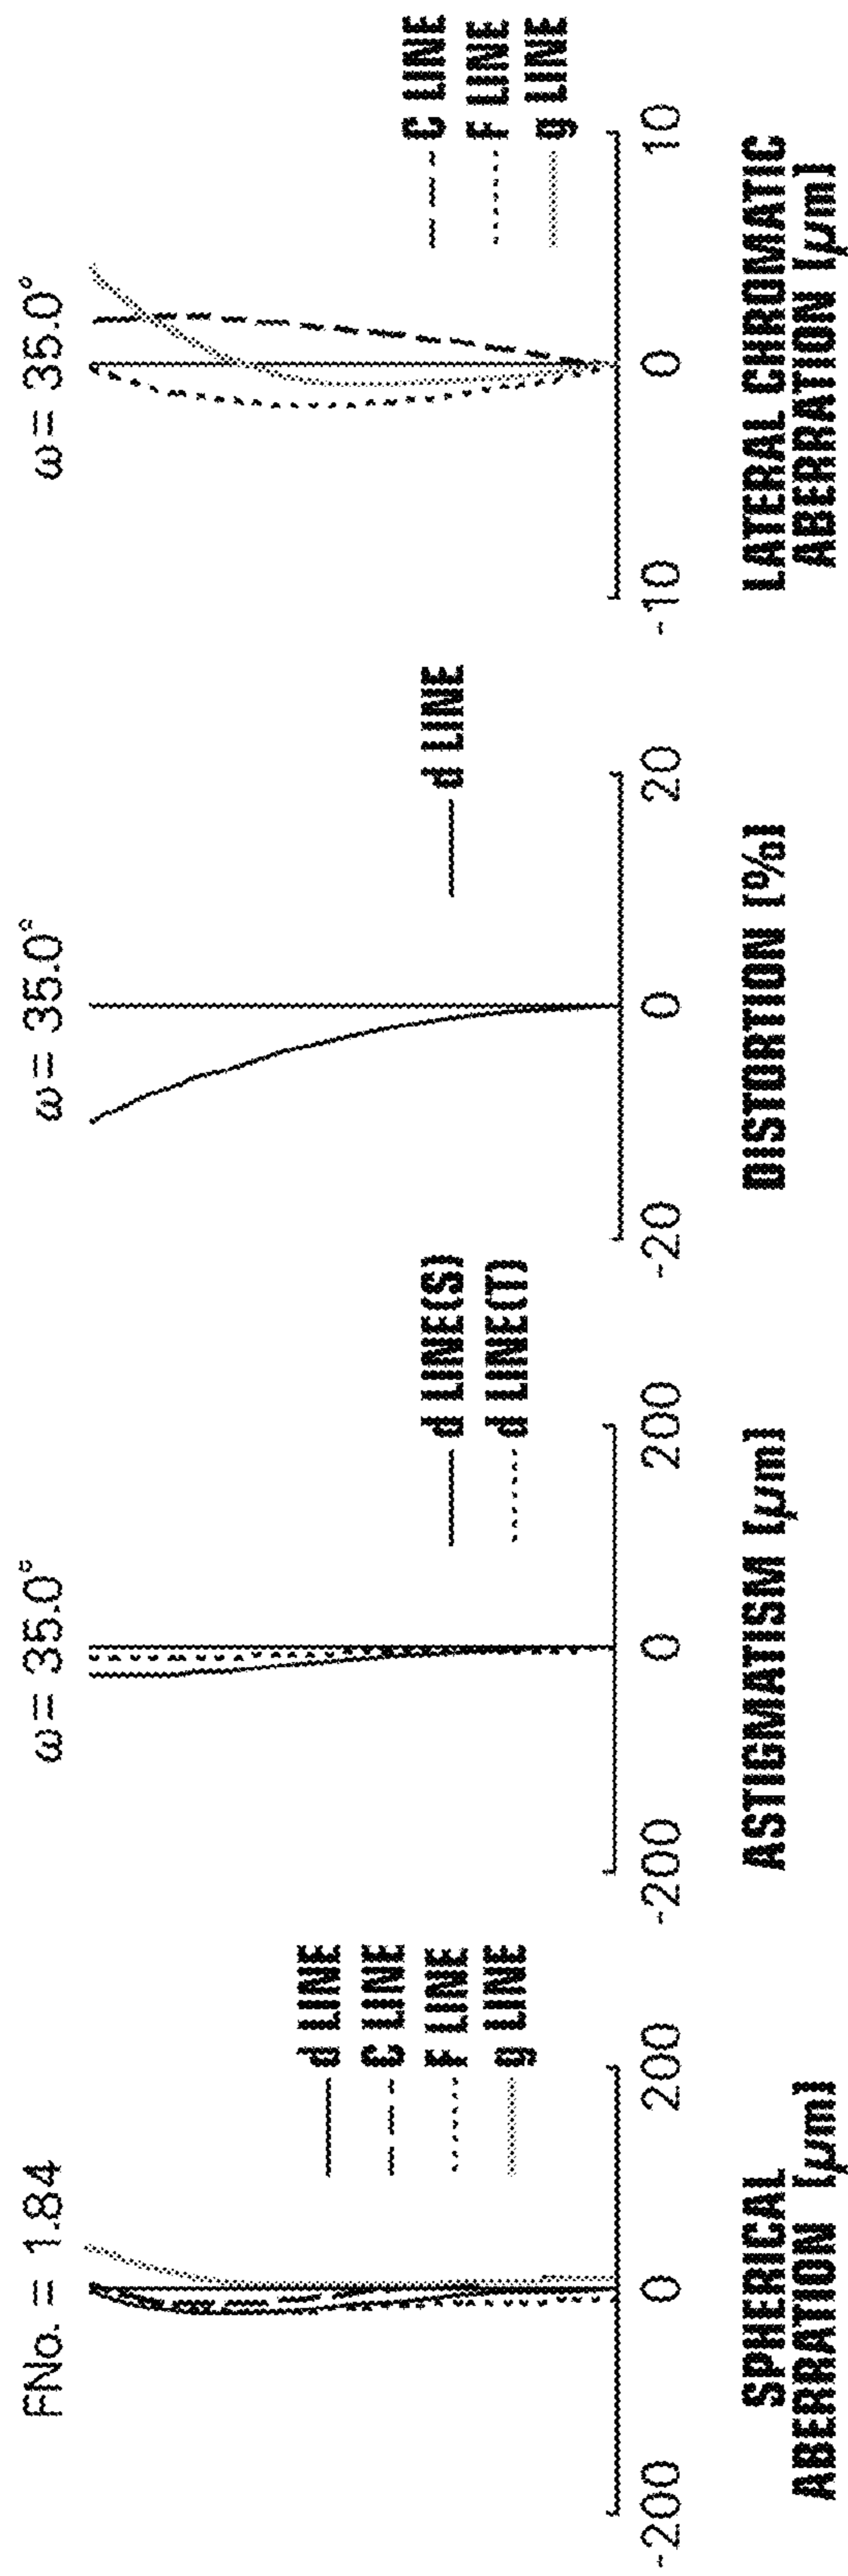 FNo. = 1.84
d LINE
C LINE
F LINE
g LINE
-200
0
200
SPHERICAL
ABERRATION [μm]
ω = 35.0°
d LINE(S)
d LINE(T)
-200
0
200
ASTIGMATISM [μm]
ω = 35.0°
d LINE
-20
0
20
DISTORTION [%]
ω = 35.0°
C LINE
F LINE
g LINE
-10
0
10
LATERAL CHROMATIC
ABERRATION [μm]